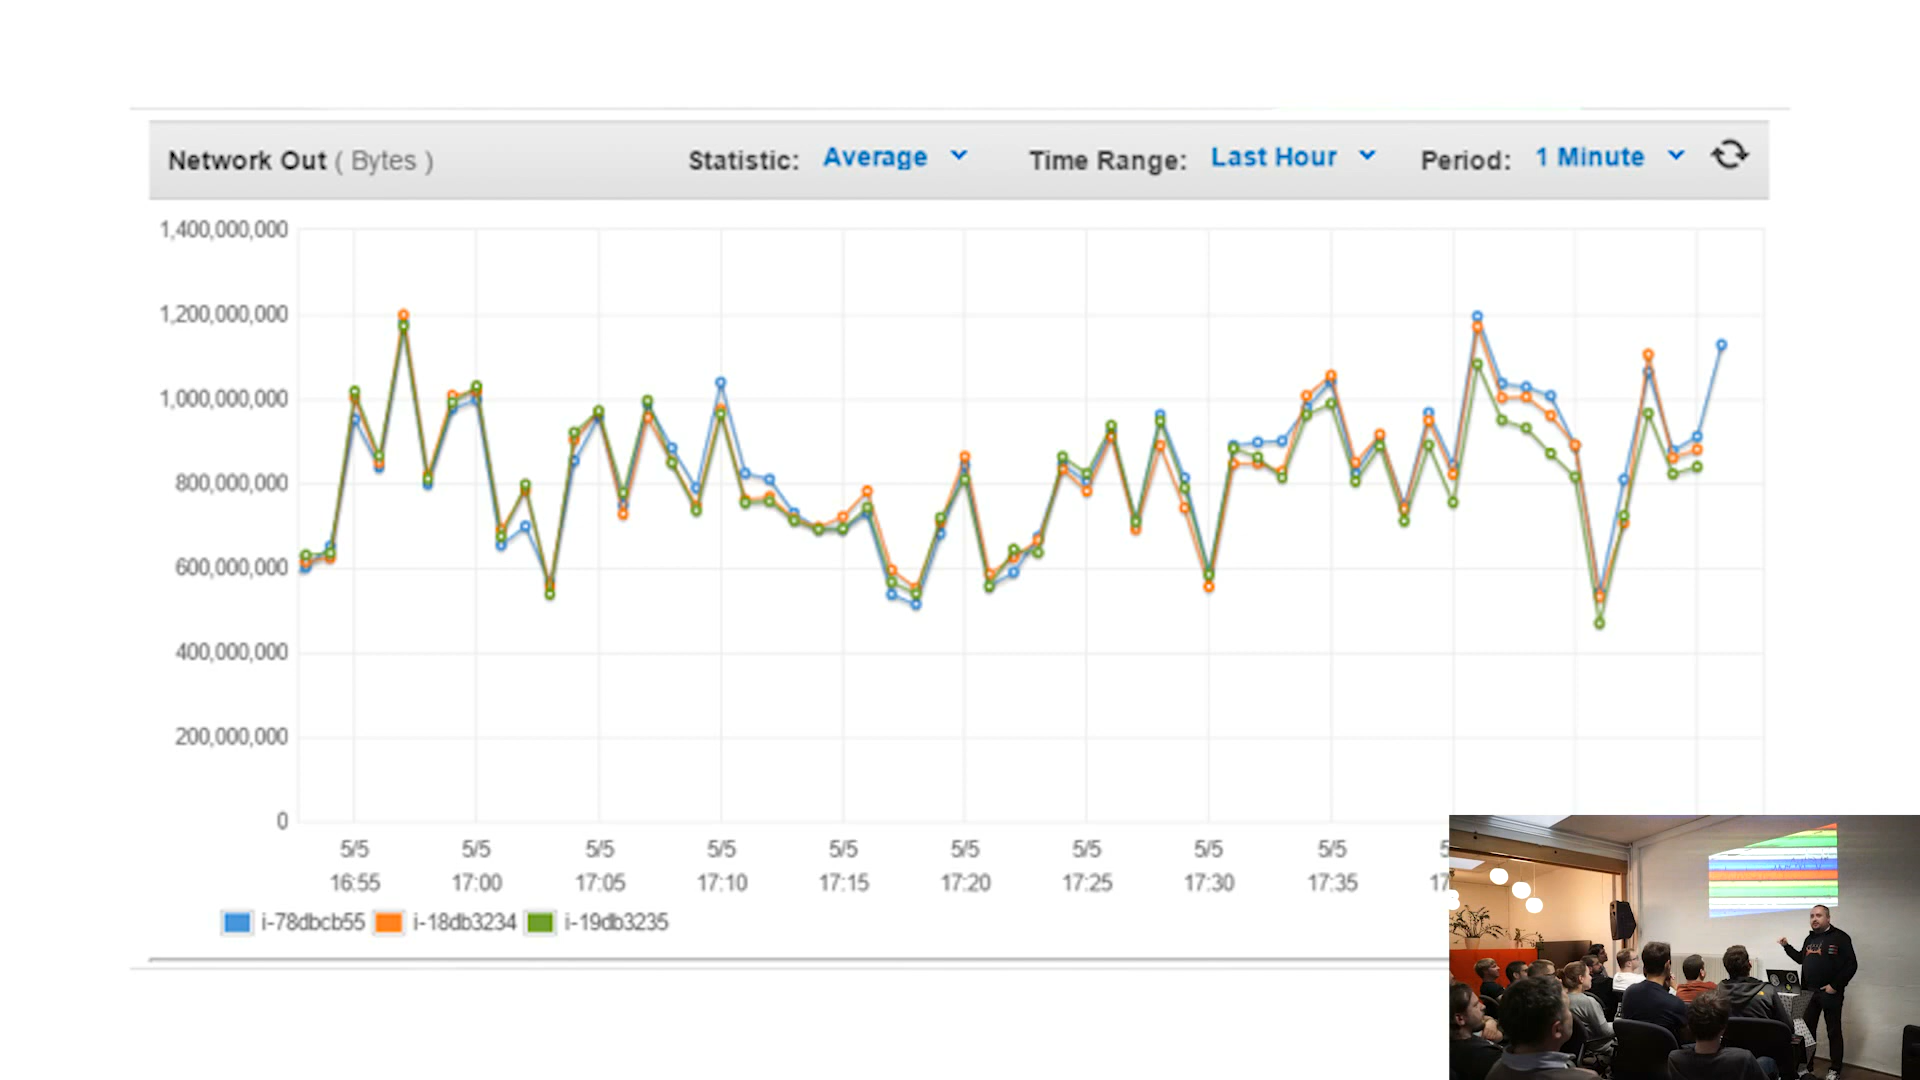 Network Out ( Bytes ) Statistic: Average Time Range: Last Hour Period: 1 Minute
1,400,000,000
1,200,000,000
1,000,000,000
800,000,000
600,000,000
400,000,000
200,000,000
0
5/5 5/5 5/5 5/5 5/5 5/5 5/5 5/5 5/5 5
16:55 17:00 17:05 17:10 17:15 17:20 17:25 17:30 17:35 17
i-78dbcb55 i-18db3234 i-19db3235